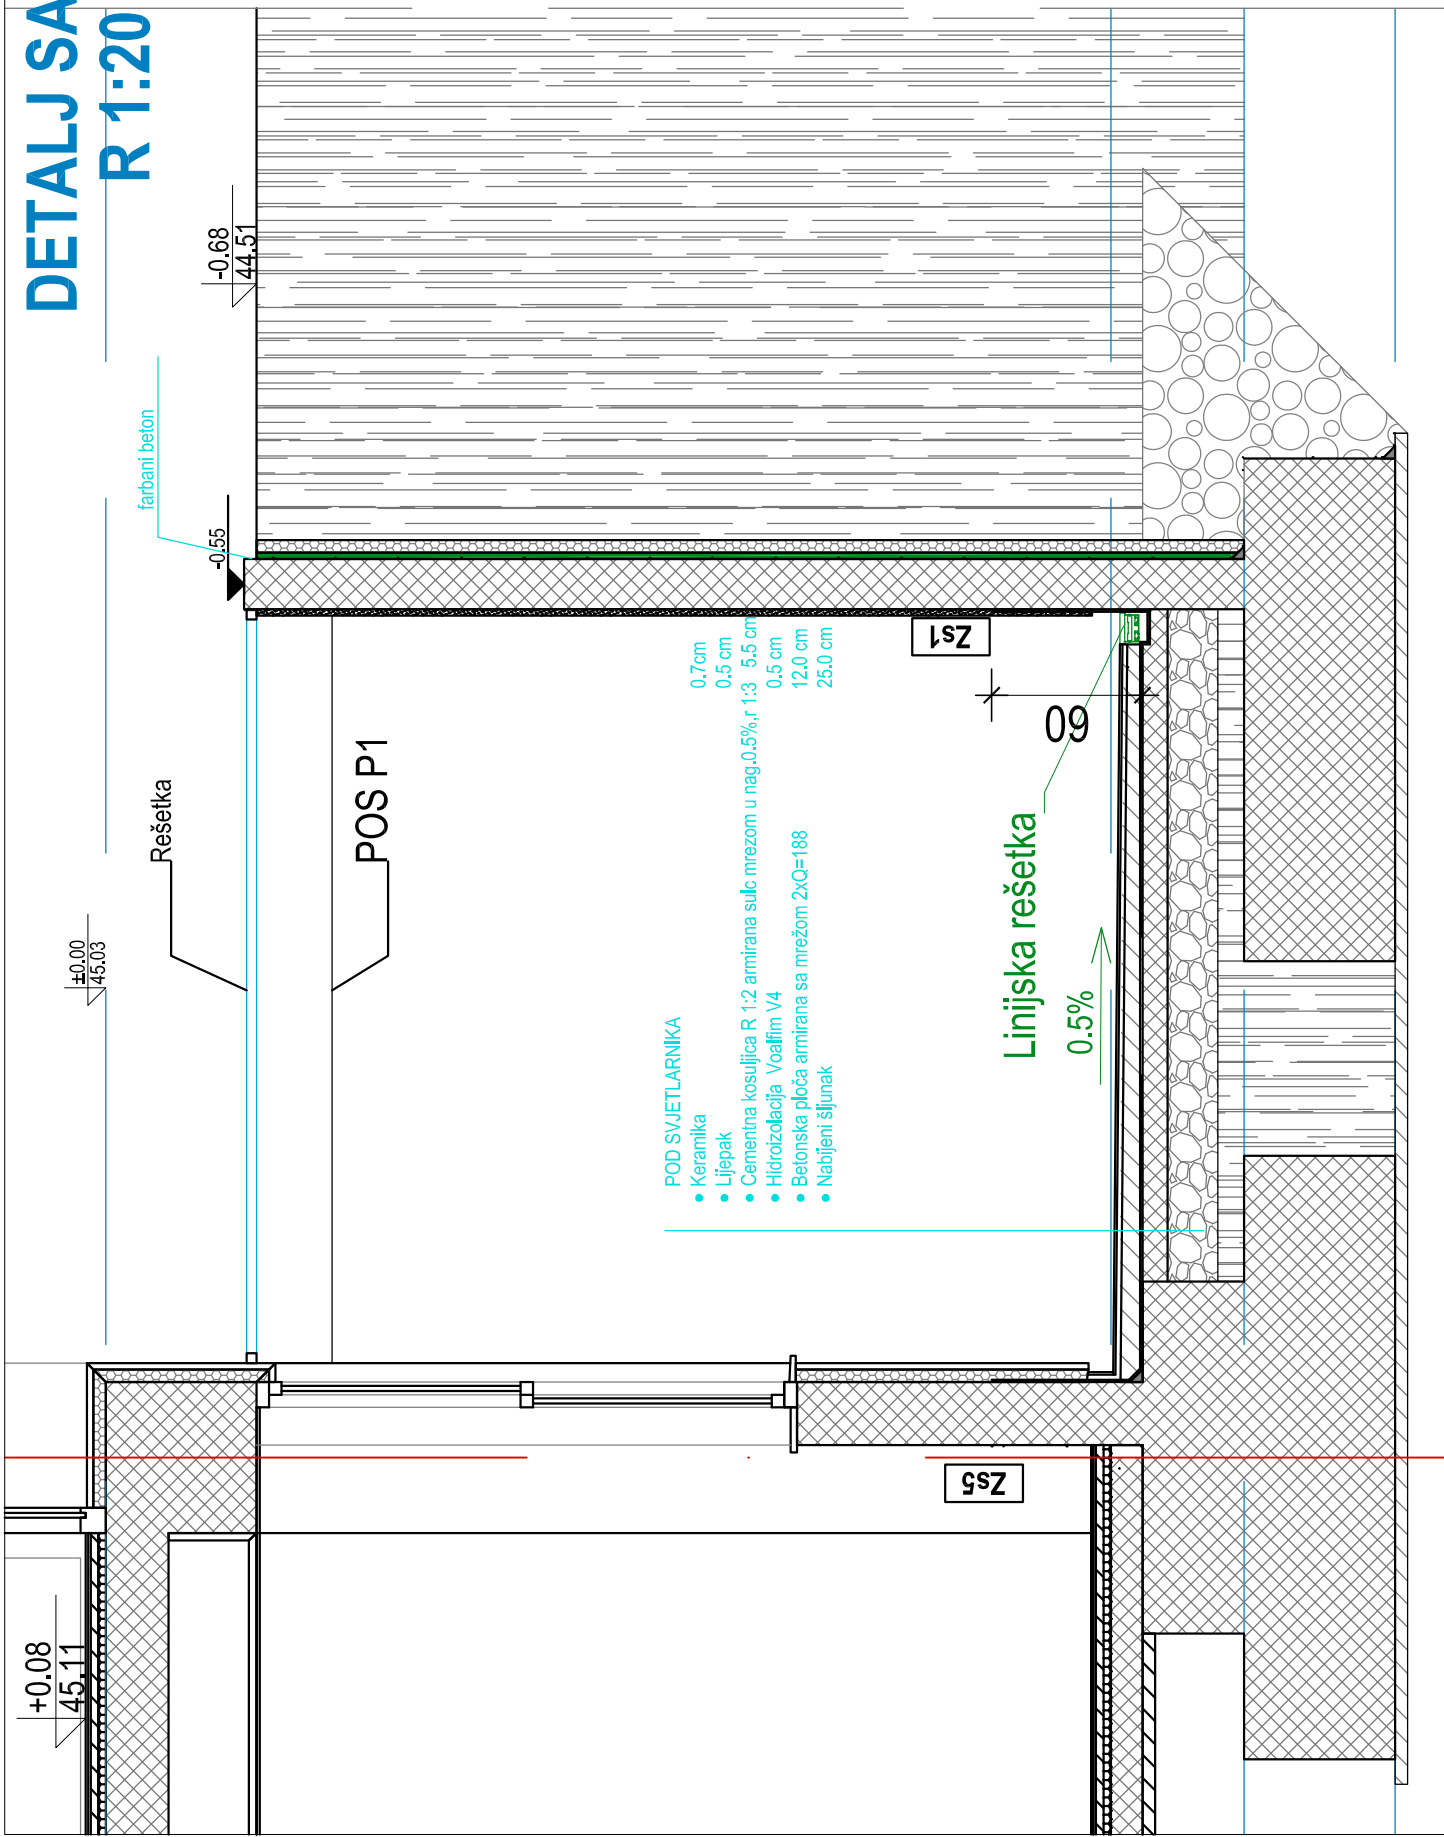 DETALJ SA
R 1:20
-0.68
44.51
farbani beton
-0.55
Rešetka
±0.00
45.03
POS P1
+0.08
45.11
POD SVJETLARNIKA
• Keramika 0.7cm
• Lijepak 0.5 cm
• Cementna kosuljica R 1:2 armirana sulc mrezom u nag.0.5%,r 1:3 5.5 cm
• Hidroizolacija Voalfim V4 0.5 cm
• Betonska ploča armirana sa mrežom 2xQ=188 12.0 cm
• Nabijeni šljunak 25.0 cm
Zs1
60
Linijska rešetka
0.5%
Zs5